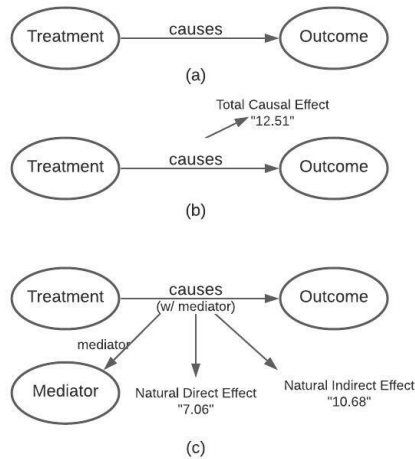 Treatment causes Outcome
(a)
Total Causal Effect
"12.51"
Treatment causes Outcome
(b)
Treatment causes Outcome
(w/ mediator)
mediator
Mediator
Natural Direct Effect
"7.06"
Natural Indirect Effect
"10.68"
(c)